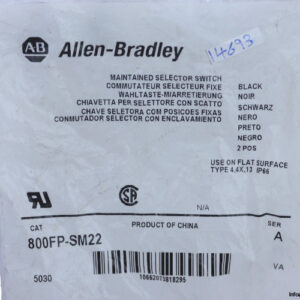 AB Allen-Bradley
14693
MAINTAINED SELECTOR SWITCH
COMMUTATEUR SELECTEUR FIXE BLACK
WAHLTASTE-MIARRETIERUNG NOIR
CHIAVETTA PER SELETTORE CON SCATTO SCHWARZ
CHAVE SELETORA COM POSICOES FIXAS NERO
CONMUTADOR SELECTOR CON ENCLAVAMIENTO PRETO
NEGRO
2 POS
USE ON FLAT SURFACE
TYPE 4,4X,13 IP66
N/A
PRODUCT OF CHINA
CAT SER
800FP-SM22 A
VA
5030 10662073818295